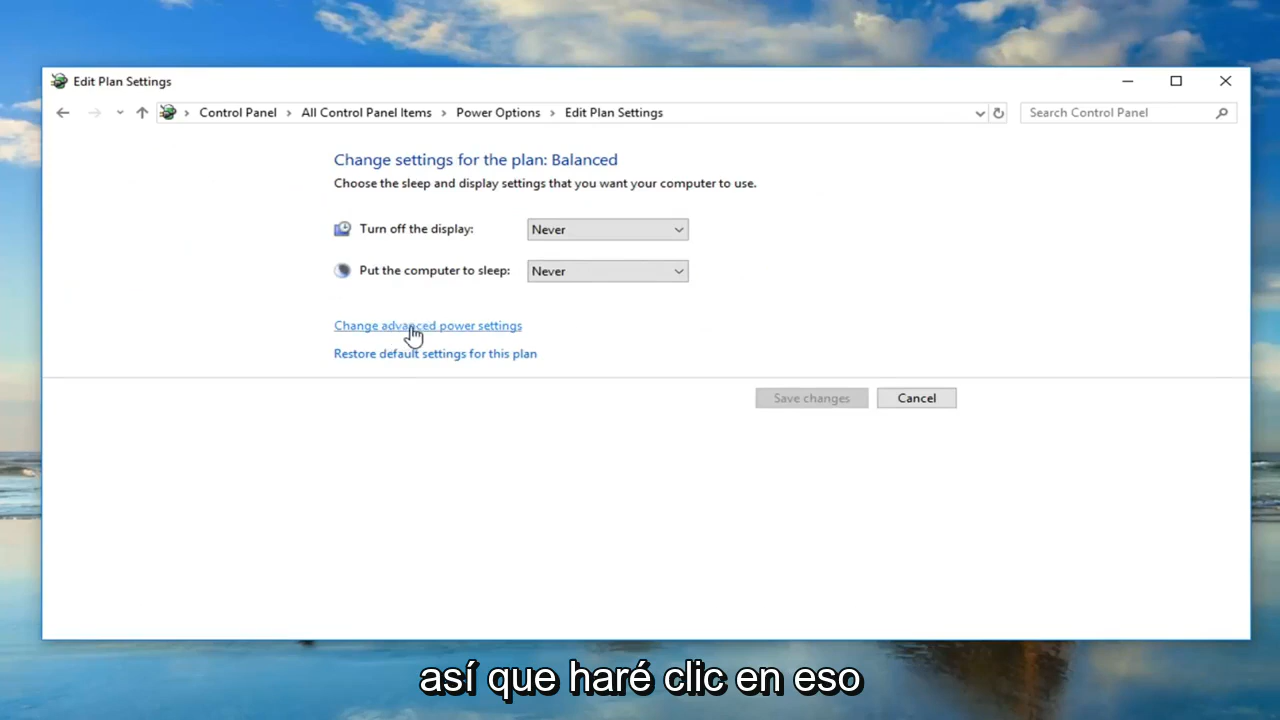 Edit Plan Settings
Control Panel > All Control Panel Items > Power Options > Edit Plan Settings
Search Control Panel
Change settings for the plan: Balanced
Choose the sleep and display settings that you want your computer to use.
Turn off the display: Never
Put the computer to sleep: Never
Change advanced power settings
Restore default settings for this plan
Save changes Cancel
así que haré clic en eso